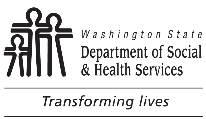 Washington State
Department of Social
& Health Services
Transforming lives